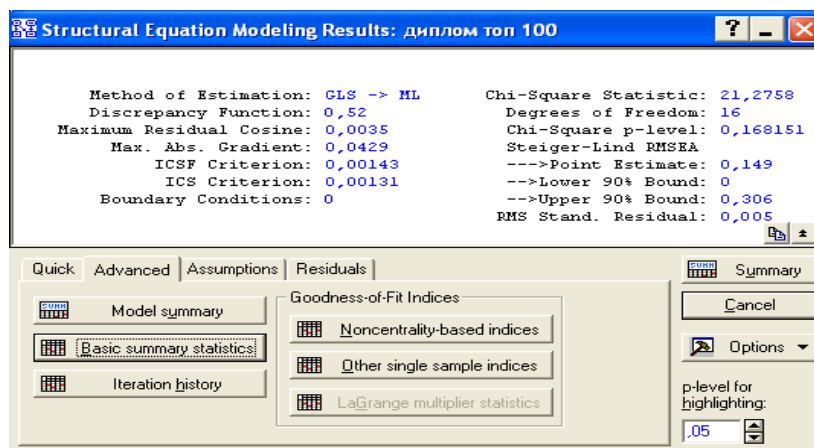 Structural Equation Modeling Results: диплом топ 100
Method of Estimation: GLS -> ML
Discrepancy Function: 0,52
Maximum Residual Cosine: 0,0035
Max. Abs. Gradient: 0,0429
ICSF Criterion: 0,00143
ICS Criterion: 0,00131
Boundary Conditions: 0
Chi-Square Statistic: 21,2758
Degrees of Freedom: 16
Chi-Square p-level: 0,168151
Steiger-Lind RMSEA
--->Point Estimate: 0,149
-->Lower 90% Bound: 0
-->Upper 90% Bound: 0,306
RMS Stand. Residual: 0,005
Quick Advanced Assumptions Residuals
Model summary
Basic summary statistics
Iteration history
Goodness-of-Fit Indices
Noncentrality-based indices
Other single sample indices
LaGrange multiplier statistics
Summary
Cancel
Options
p-level for
highlighting:
,05